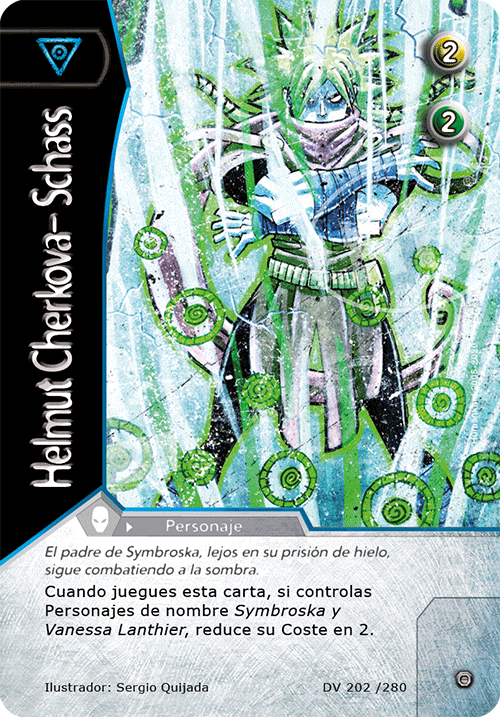 2
2
Helmut Cherkova- Schass
Personaje
El padre de Symbroska, lejos en su prisión de hielo,
sigue combatiendo a la sombra.
Cuando juegues esta carta, si controlas
Personajes de nombre Symbroska y
Vanessa Lanthier, reduce su Coste en 2.
Ilustrador: Sergio Quijada
DV 202 /280